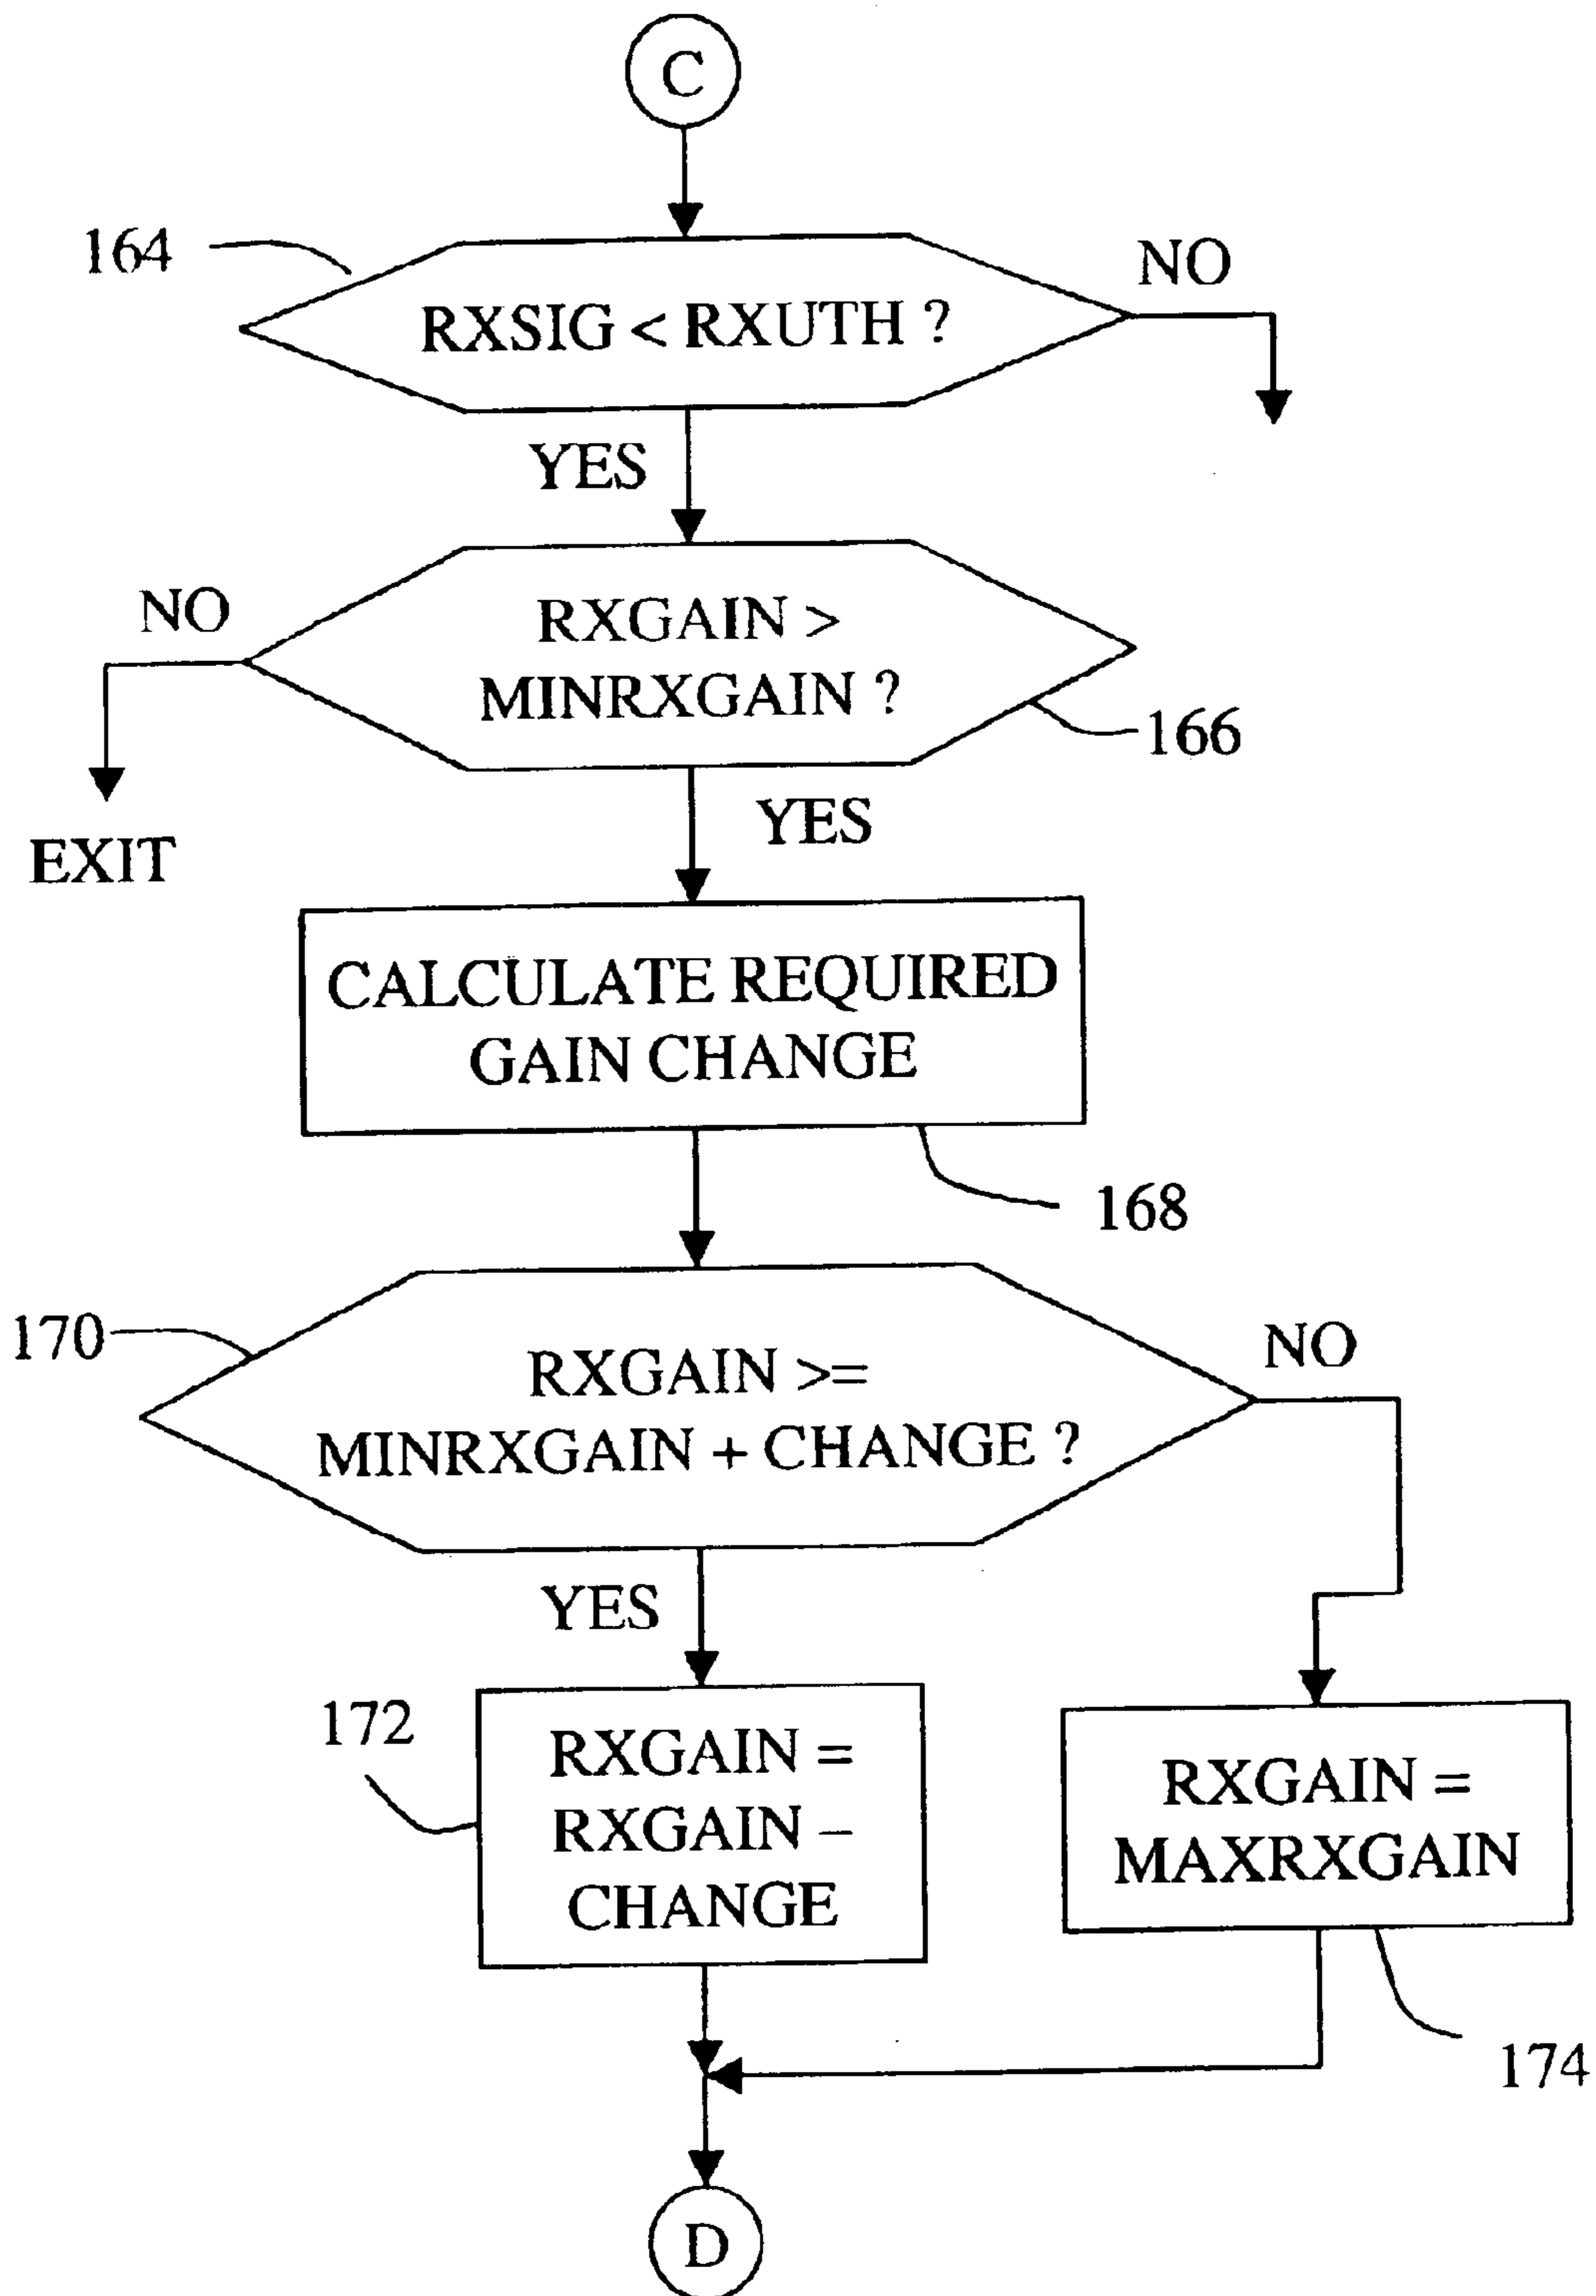 C
164
NO
RXSIG < RXUTH ?
YES
NO
RXGAIN >
MINRXGAIN ?
166
YES
EXIT
CALCULATE REQUIRED
GAIN CHANGE
168
170
NO
RXGAIN >=
MINRXGAIN + CHANGE ?
YES
172
RXGAIN =
RXGAIN –
CHANGE
RXGAIN =
MAXRXGAIN
174
D